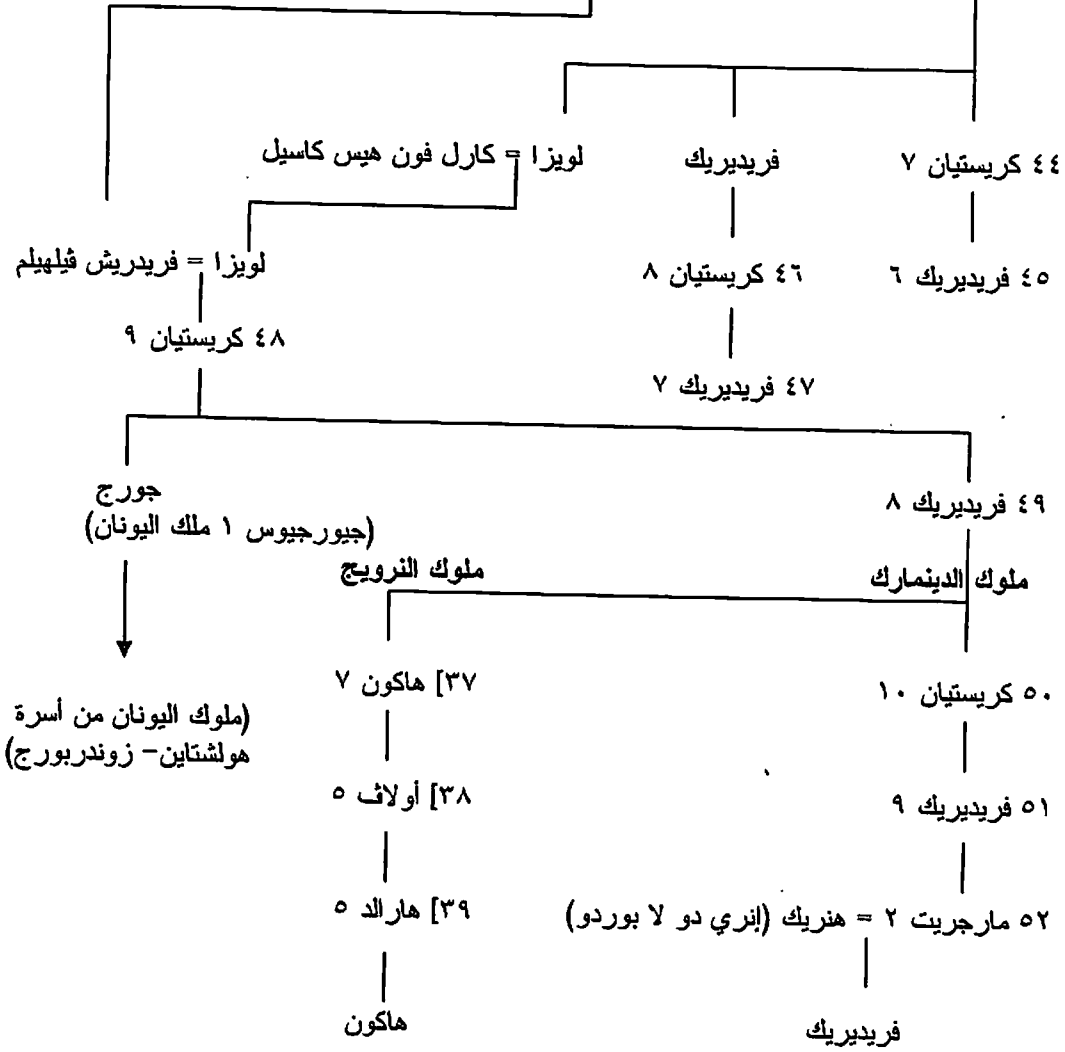 ٤٤ كريستيان ٧
فريديريك
لويزا = كارل فون هيس كاسيل
٤٥ فريديريك ٦
٤٦ كريستيان ٨
لويزا = فريدريش ڤيلهيلم
٤٨ كريستيان ٩
٤٧ فريديريك ٧
٤٩ فريديريك ٨
جورج
(جيورجيوس ١ ملك اليونان)
ملوك الدينمارك
ملوك النرويج
٥٠ كريستيان ١٠
٣٧] هاكون ٧
(ملوك اليونان من أسرة
هولشتاين- زوندربورج)
٥١ فريديريك ٩
٣٨] أولاڤ ٥
٥٢ مارجريت ٢ = هنريك (إنري دو لا بوردو)
٣٩] هارالد ٥
فريديريك
هاكون